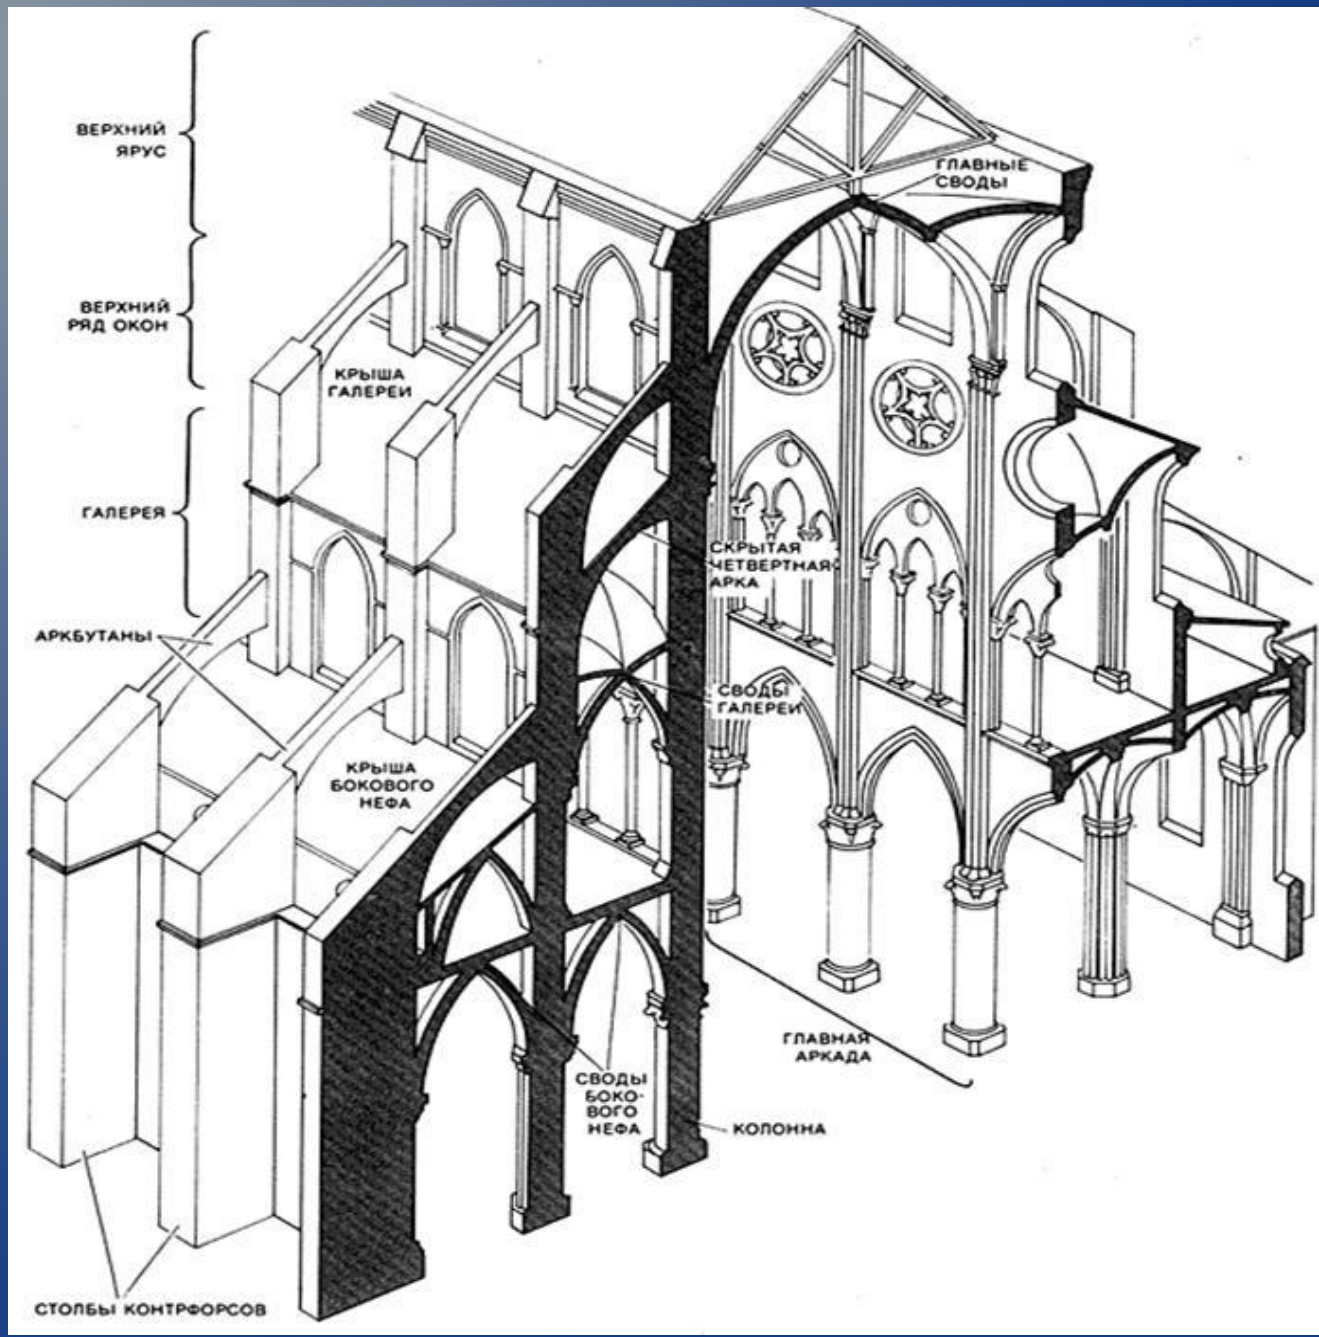 ВЕРХНИЙ
ЯРУС
ГЛАВНЫЕ
СВОДЫ
ВЕРХНИЙ
РЯД ОКОН
КРЫША
ГАЛЕРЕИ
ГАЛЕРЕЯ
СКРЫТАЯ
ЧЕТВЕРТНАЯ
АРКА
АРКБУТАНЫ
СВОДЫ
ГАЛЕРЕИ
КРЫША
БОКОВОГО
НЕФА
ГЛАВНАЯ
АРКАДА
СВОДЫ
БОКО-
ВОГО
НЕФА
КОЛОННА
СТОЛБЫ КОНТРФОРСОВ